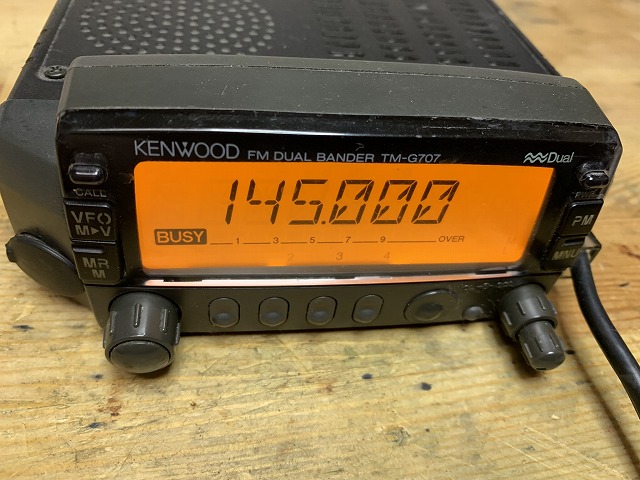 KENWOOD FM DUAL BANDER TM-G707
Dual
CALL
VFO
M▶V
MR
M
145.000
BUSY 1 3 5 7 9 OVER
2 3 4
PM
MNU